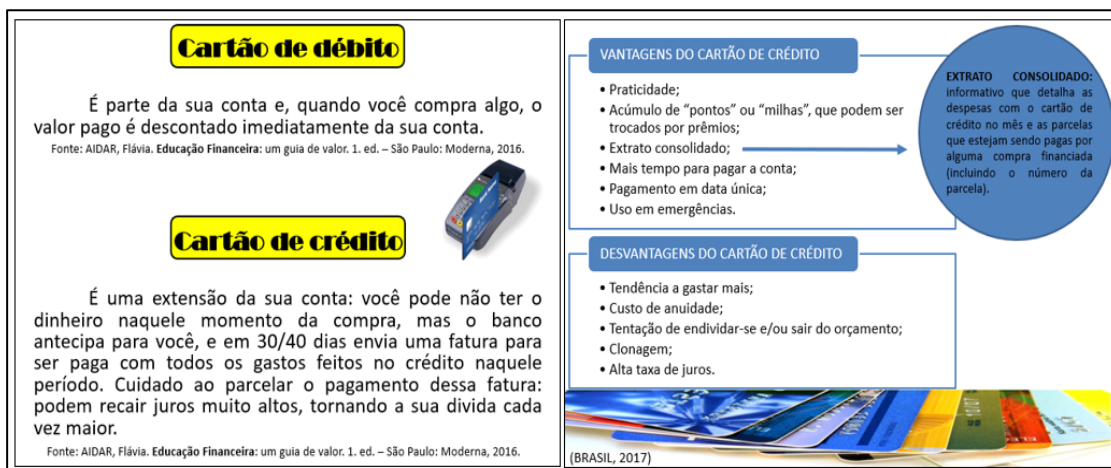 Cartão de débito
É parte da sua conta e, quando você compra algo, o
valor pago é descontado imediatamente da sua conta.
Fonte: AIDAR, Flávia. Educação Financeira: um guia de valor. 1. ed. – São Paulo: Moderna, 2016.
Cartão de crédito
É uma extensão da sua conta: você pode não ter o
dinheiro naquele momento da compra, mas o banco
antecipa para você, e em 30/40 dias envia uma fatura para
ser paga com todos os gastos feitos no crédito naquele
período. Cuidado ao parcelar o pagamento dessa fatura:
podem recair juros muito altos, tornando a sua divida cada
vez maior.
Fonte: AIDAR, Flávia. Educação Financeira: um guia de valor. 1. ed. – São Paulo: Moderna, 2016.
VANTAGENS DO CARTÃO DE CRÉDITO
• Praticidade;
• Acúmulo de “pontos” ou “milhas”, que podem ser
trocados por prêmios;
• Extrato consolidado;
• Mais tempo para pagar a conta;
• Pagamento em data única;
• Uso em emergências.
EXTRATO CONSOLIDADO:
informativo que detalha as
despesas com o cartão de
crédito no mês e as parcelas
que estejam sendo pagas por
alguma compra financiada
(incluindo o número da
parcela).
DESVANTAGENS DO CARTÃO DE CRÉDITO
• Tendência a gastar mais;
• Custo de anuidade;
• Tentação de endividar-se e/ou sair do orçamento;
• Clonagem;
• Alta taxa de juros.
(BRASIL, 2017)